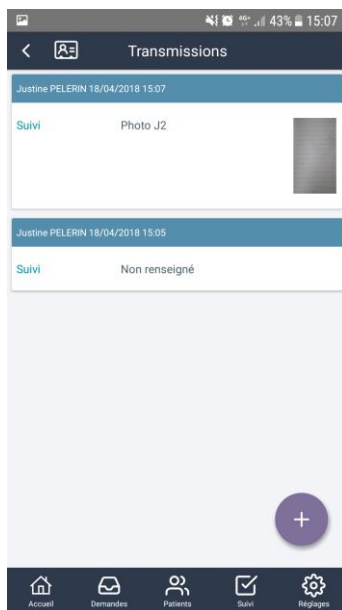 4G+ 43% 15:07
Transmissions
Justine PELERIN 18/04/2018 15:07
Suivi Photo J2
Justine PELERIN 18/04/2018 15:05
Suivi Non renseigné
+
Accueil Demandes Patients Suivi Réglages